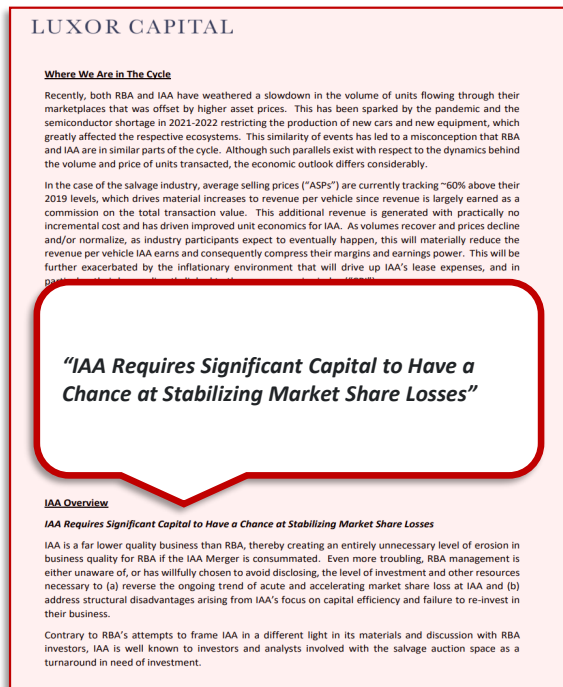 LUXOR CAPITAL
Where We Are in The Cycle
Recently, both RBA and IAA have weathered a slowdown in the volume of units flowing through their
marketplaces that was offset by higher asset prices. This has been sparked by the pandemic and the
semiconductor shortage in 2021-2022 restricting the production of new cars and new equipment, which
greatly affected the respective ecosystems. This similarity of events has led to a misconception that RBA
and IAA are in similar parts of the cycle. Although such parallels exist with respect to the dynamics behind
the volume and price of units transacted, the economic outlook differs considerably.
In the case of the salvage industry, average selling prices ("ASPs") are currently tracking ~60% above their
2019 levels, which drives material increases to revenue per vehicle since revenue is largely earned as a
commission on the total transaction value. This additional revenue is generated with practically no
incremental cost and has driven improved unit economics for IAA. As volumes recover and prices decline
and/or normalize, as industry participants expect to eventually happen, this will materially reduce the
revenue per vehicle IAA earns and consequently compress their margins and earnings power. This will be
further exacerbated by the inflationary environment that will drive up IAA's lease expenses, and in
“IAA Requires Significant Capital to Have a
Chance at Stabilizing Market Share Losses”
IAA Overview
IAA Requires Significant Capital to Have a Chance at Stabilizing Market Share Losses
IAA is a far lower quality business than RBA, thereby creating an entirely unnecessary level of erosion in
business quality for RBA if the IAA Merger is consummated. Even more troubling, RBA management is
either unaware of, or has willfully chosen to avoid disclosing, the level of investment and other resources
necessary to (a) reverse the ongoing trend of acute and accelerating market share loss at IAA and (b)
address structural disadvantages arising from IAA's focus on capital efficiency and failure to re-invest in
their business.
Contrary to RBA's attempts to frame IAA in a different light in its materials and discussion with RBA
investors, IAA is well known to investors and analysts involved with the salvage auction space as a
turnaround in need of investment.